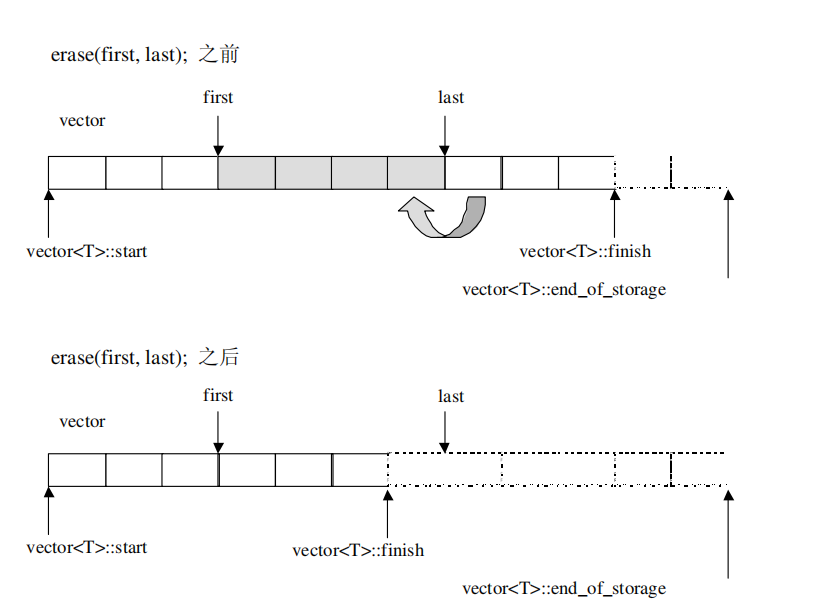 erase(first, last); 之前
first last
vector
vector<T>::start vector<T>::finish
vector<T>::end_of_storage
erase(first, last); 之后
first last
vector
vector<T>::start vector<T>::finish
vector<T>::end_of_storage